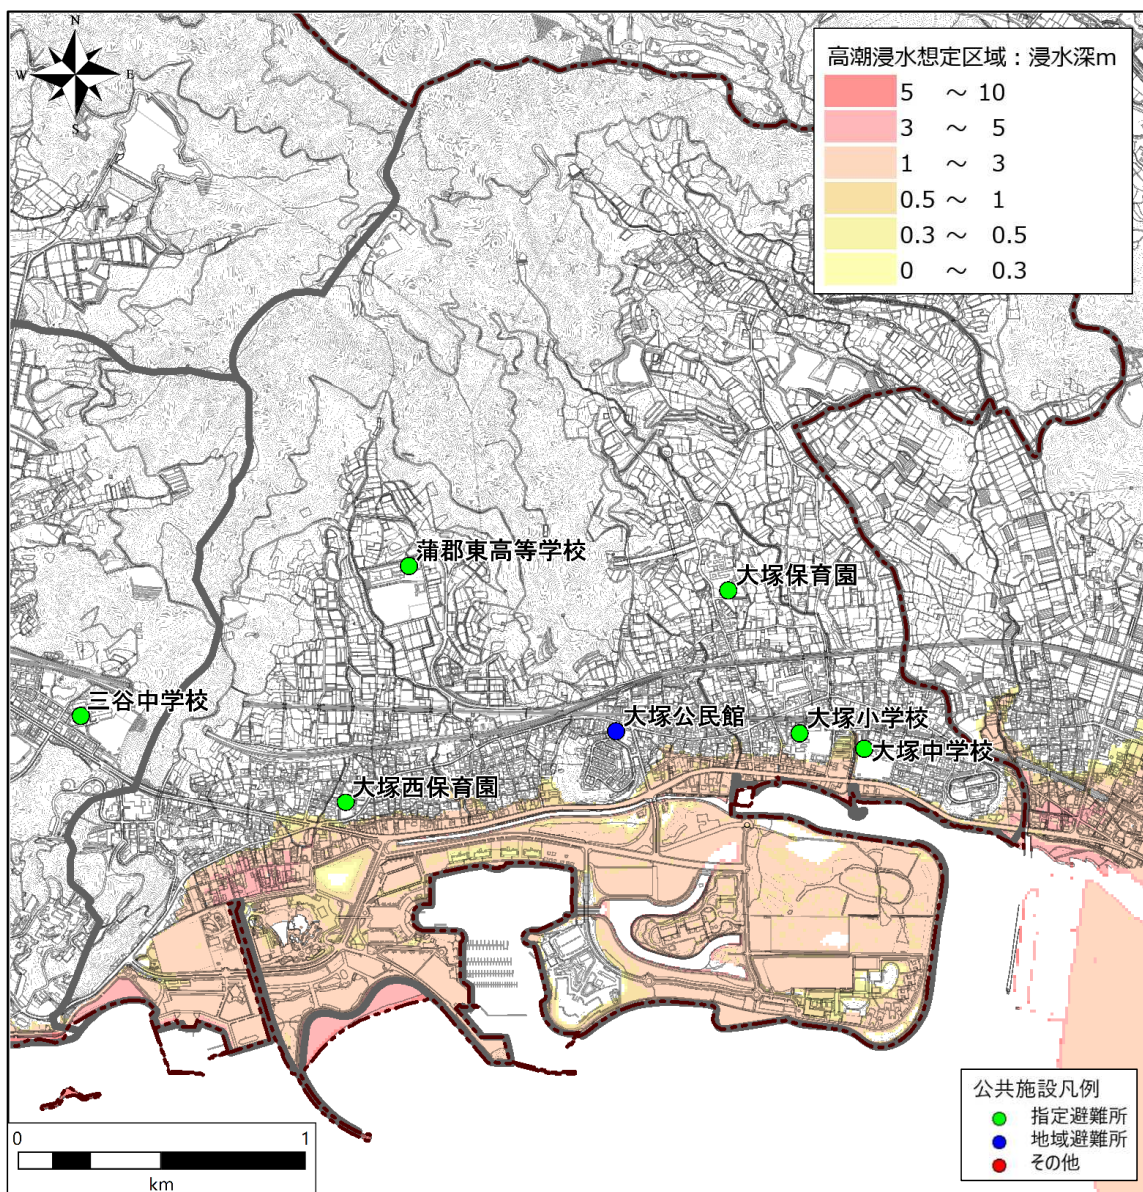 N
W E
S
高潮浸水想定区域：浸水深m
5 ～ 10
3 ～ 5
1 ～ 3
0.5 ～ 1
0.3 ～ 0.5
0 ～ 0.3
蒲郡東高等学校
大塚保育園
三谷中学校
大塚公民館
大塚小学校
大塚中学校
大塚西保育園
公共施設凡例
指定避難所
地域避難所
その他
0 1
km